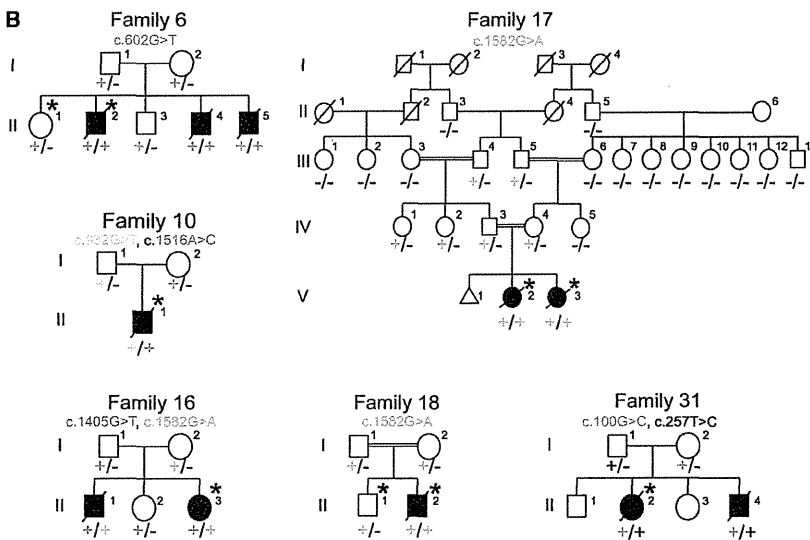 B
Family 6
c.602G>T
I
1 2
+/- +/-
II
* 1 * 2 3 4 5
+/- +/+ +/- +/+ +/+
Family 17
c.1582G>A
I
1 2 3 4
II
1 2 3 4 5 6
-/- -/-
III
1 2 3 4 5 6 7 8 9 10 11 12 1
-/- -/- -/- +/- +/- -/- -/- -/- -/- -/- -/- -/- -/-
IV
1 2 3 4 5
+/- +/- +/- +/- -/-
V
1 * 2 * 3
+/+ +/+
Family 10
c.1516A>C
I
1 2
+/- +/-
II
* 1
+/+
Family 16
c.1405G>T, c.1582G>A
I
1 2
+/- +/-
II
1 2 * 3
+/+ +/- +/+
Family 18
c.1582G>A
I
1 2
+/- +/-
II
* 1 * 2
+/- +/+
Family 31
c.100G>C, c.257T>C
I
1 2
+/- +/-
II
1 * 2 3 4
+/+ +/+